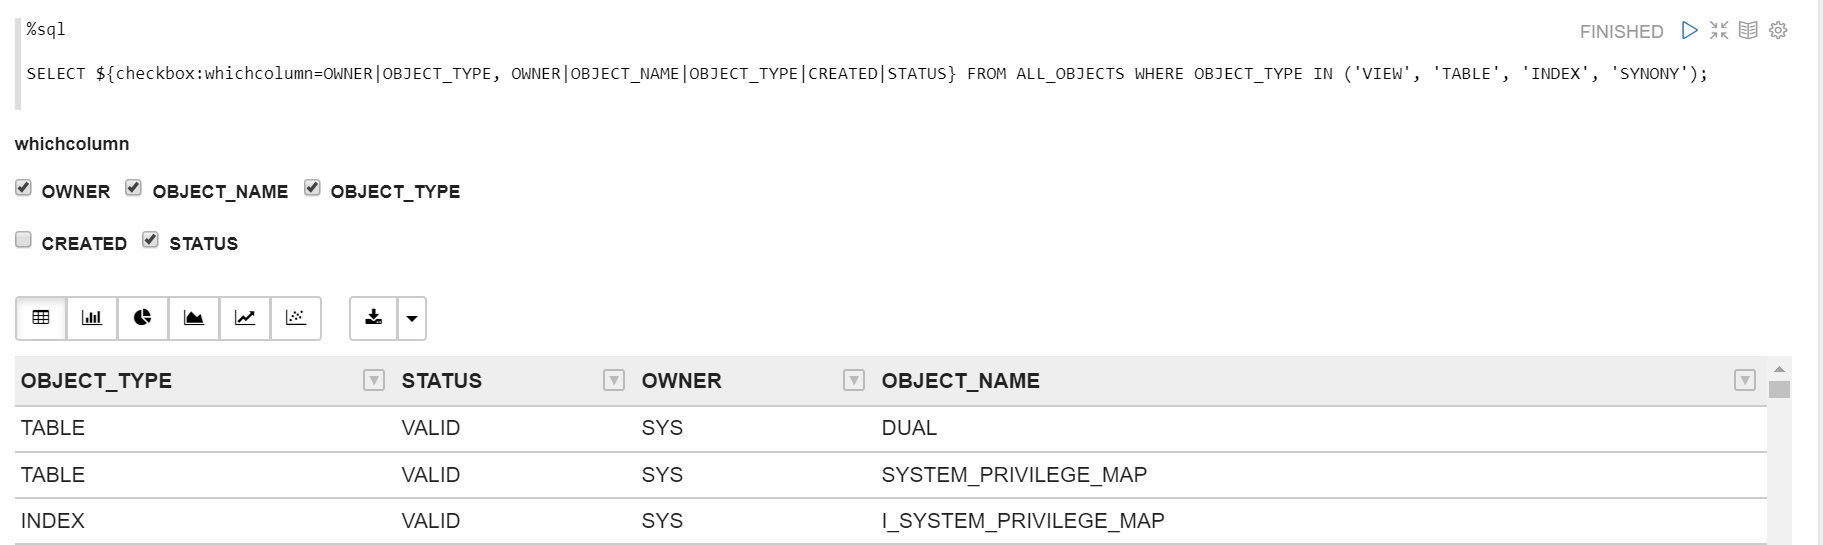 %sql
FINISHED
SELECT ${checkbox:whichcolumn=OWNER|OBJECT_TYPE, OWNER|OBJECT_NAME|OBJECT_TYPE|CREATED|STATUS} FROM ALL_OBJECTS WHERE OBJECT_TYPE IN ('VIEW', 'TABLE', 'INDEX', 'SYNONY');
whichcolumn
OWNER OBJECT_NAME OBJECT_TYPE
CREATED STATUS
OBJECT_TYPE STATUS OWNER OBJECT_NAME
TABLE VALID SYS DUAL
TABLE VALID SYS SYSTEM_PRIVILEGE_MAP
INDEX VALID SYS I_SYSTEM_PRIVILEGE_MAP